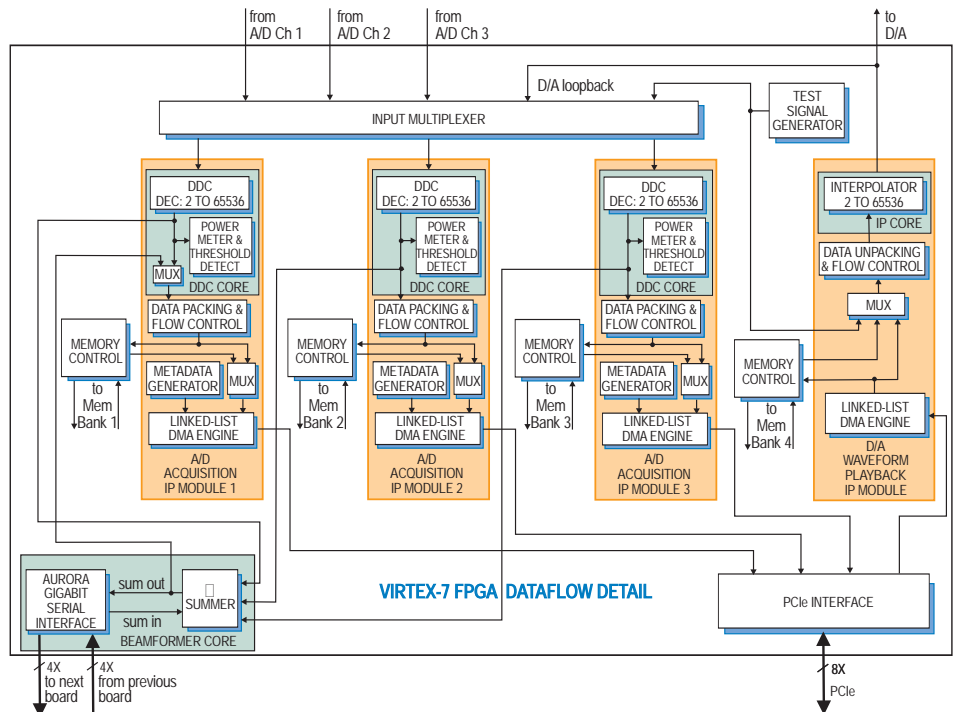 from
A/D Ch 1
from
A/D Ch 2
from
A/D Ch 3
to
D/A
D/A loopback
INPUT MULTIPLEXER
TEST
SIGNAL
GENERATOR
DDC
DEC: 2 TO 65536
POWER
METER &
THRESHOLD
DETECT
MUX
DDC CORE
DATA PACKING &
FLOW CONTROL
MEMORY
CONTROL
METADATA
GENERATOR
MUX
to
Mem
Bank 1
LINKED-LIST
DMA ENGINE
A/D
ACQUISITION
IP MODULE 1
DDC
DEC: 2 TO 65536
POWER
METER &
THRESHOLD
DETECT
DDC CORE
DATA PACKING &
FLOW CONTROL
MEMORY
CONTROL
METADATA
GENERATOR
MUX
to
Mem
Bank 2
LINKED-LIST
DMA ENGINE
A/D
ACQUISITION
IP MODULE 2
DDC
DEC: 2 TO 65536
POWER
METER &
THRESHOLD
DETECT
DDC CORE
DATA PACKING &
FLOW CONTROL
MEMORY
CONTROL
METADATA
GENERATOR
MUX
to
Mem
Bank 3
LINKED-LIST
DMA ENGINE
A/D
ACQUISITION
IP MODULE 3
INTERPOLATOR
2 TO 65536
IP CORE
DATA UNPACKING
& FLOW CONTROL
MUX
MEMORY
CONTROL
to
Mem
Bank 4
LINKED-LIST
DMA ENGINE
D/A
WAVEFORM
PLAYBACK
IP MODULE
AURORA
GIGABIT
SERIAL
INTERFACE
sum out
sum in
SUMMER
BEAMFORMER CORE
VIRTEX-7 FPGA DATAFLOW DETAIL
PCIe INTERFACE
4X
to next
board
4X
from previous
board
8X
PCIe